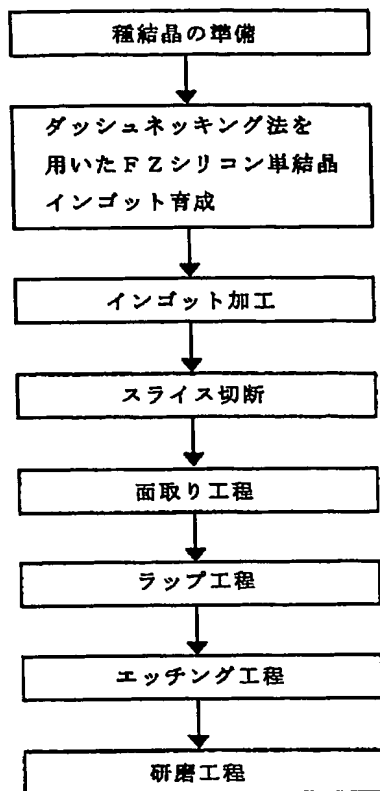 種結晶の準備
ダッシュネッキング法を
用いたFZシリコン単結晶
インゴット育成
インゴット加工
スライス切断
面取り工程
ラップ工程
エッチング工程
研磨工程